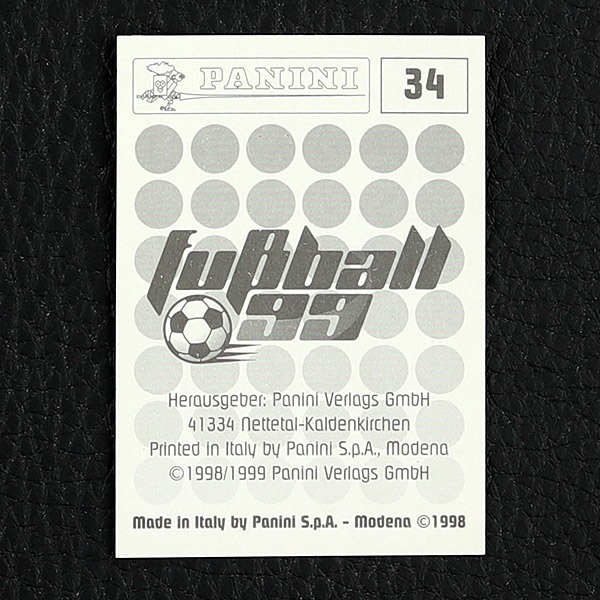 PANINI
34
fußball
99
Herausgeber: Panini Verlags GmbH
41334 Nettetal-Kaldenkirchen
Printed in Italy by Panini S.p.A., Modena
©1998/1999 Panini Verlags GmbH
Made in Italy by Panini S.p.A. - Modena ©1998